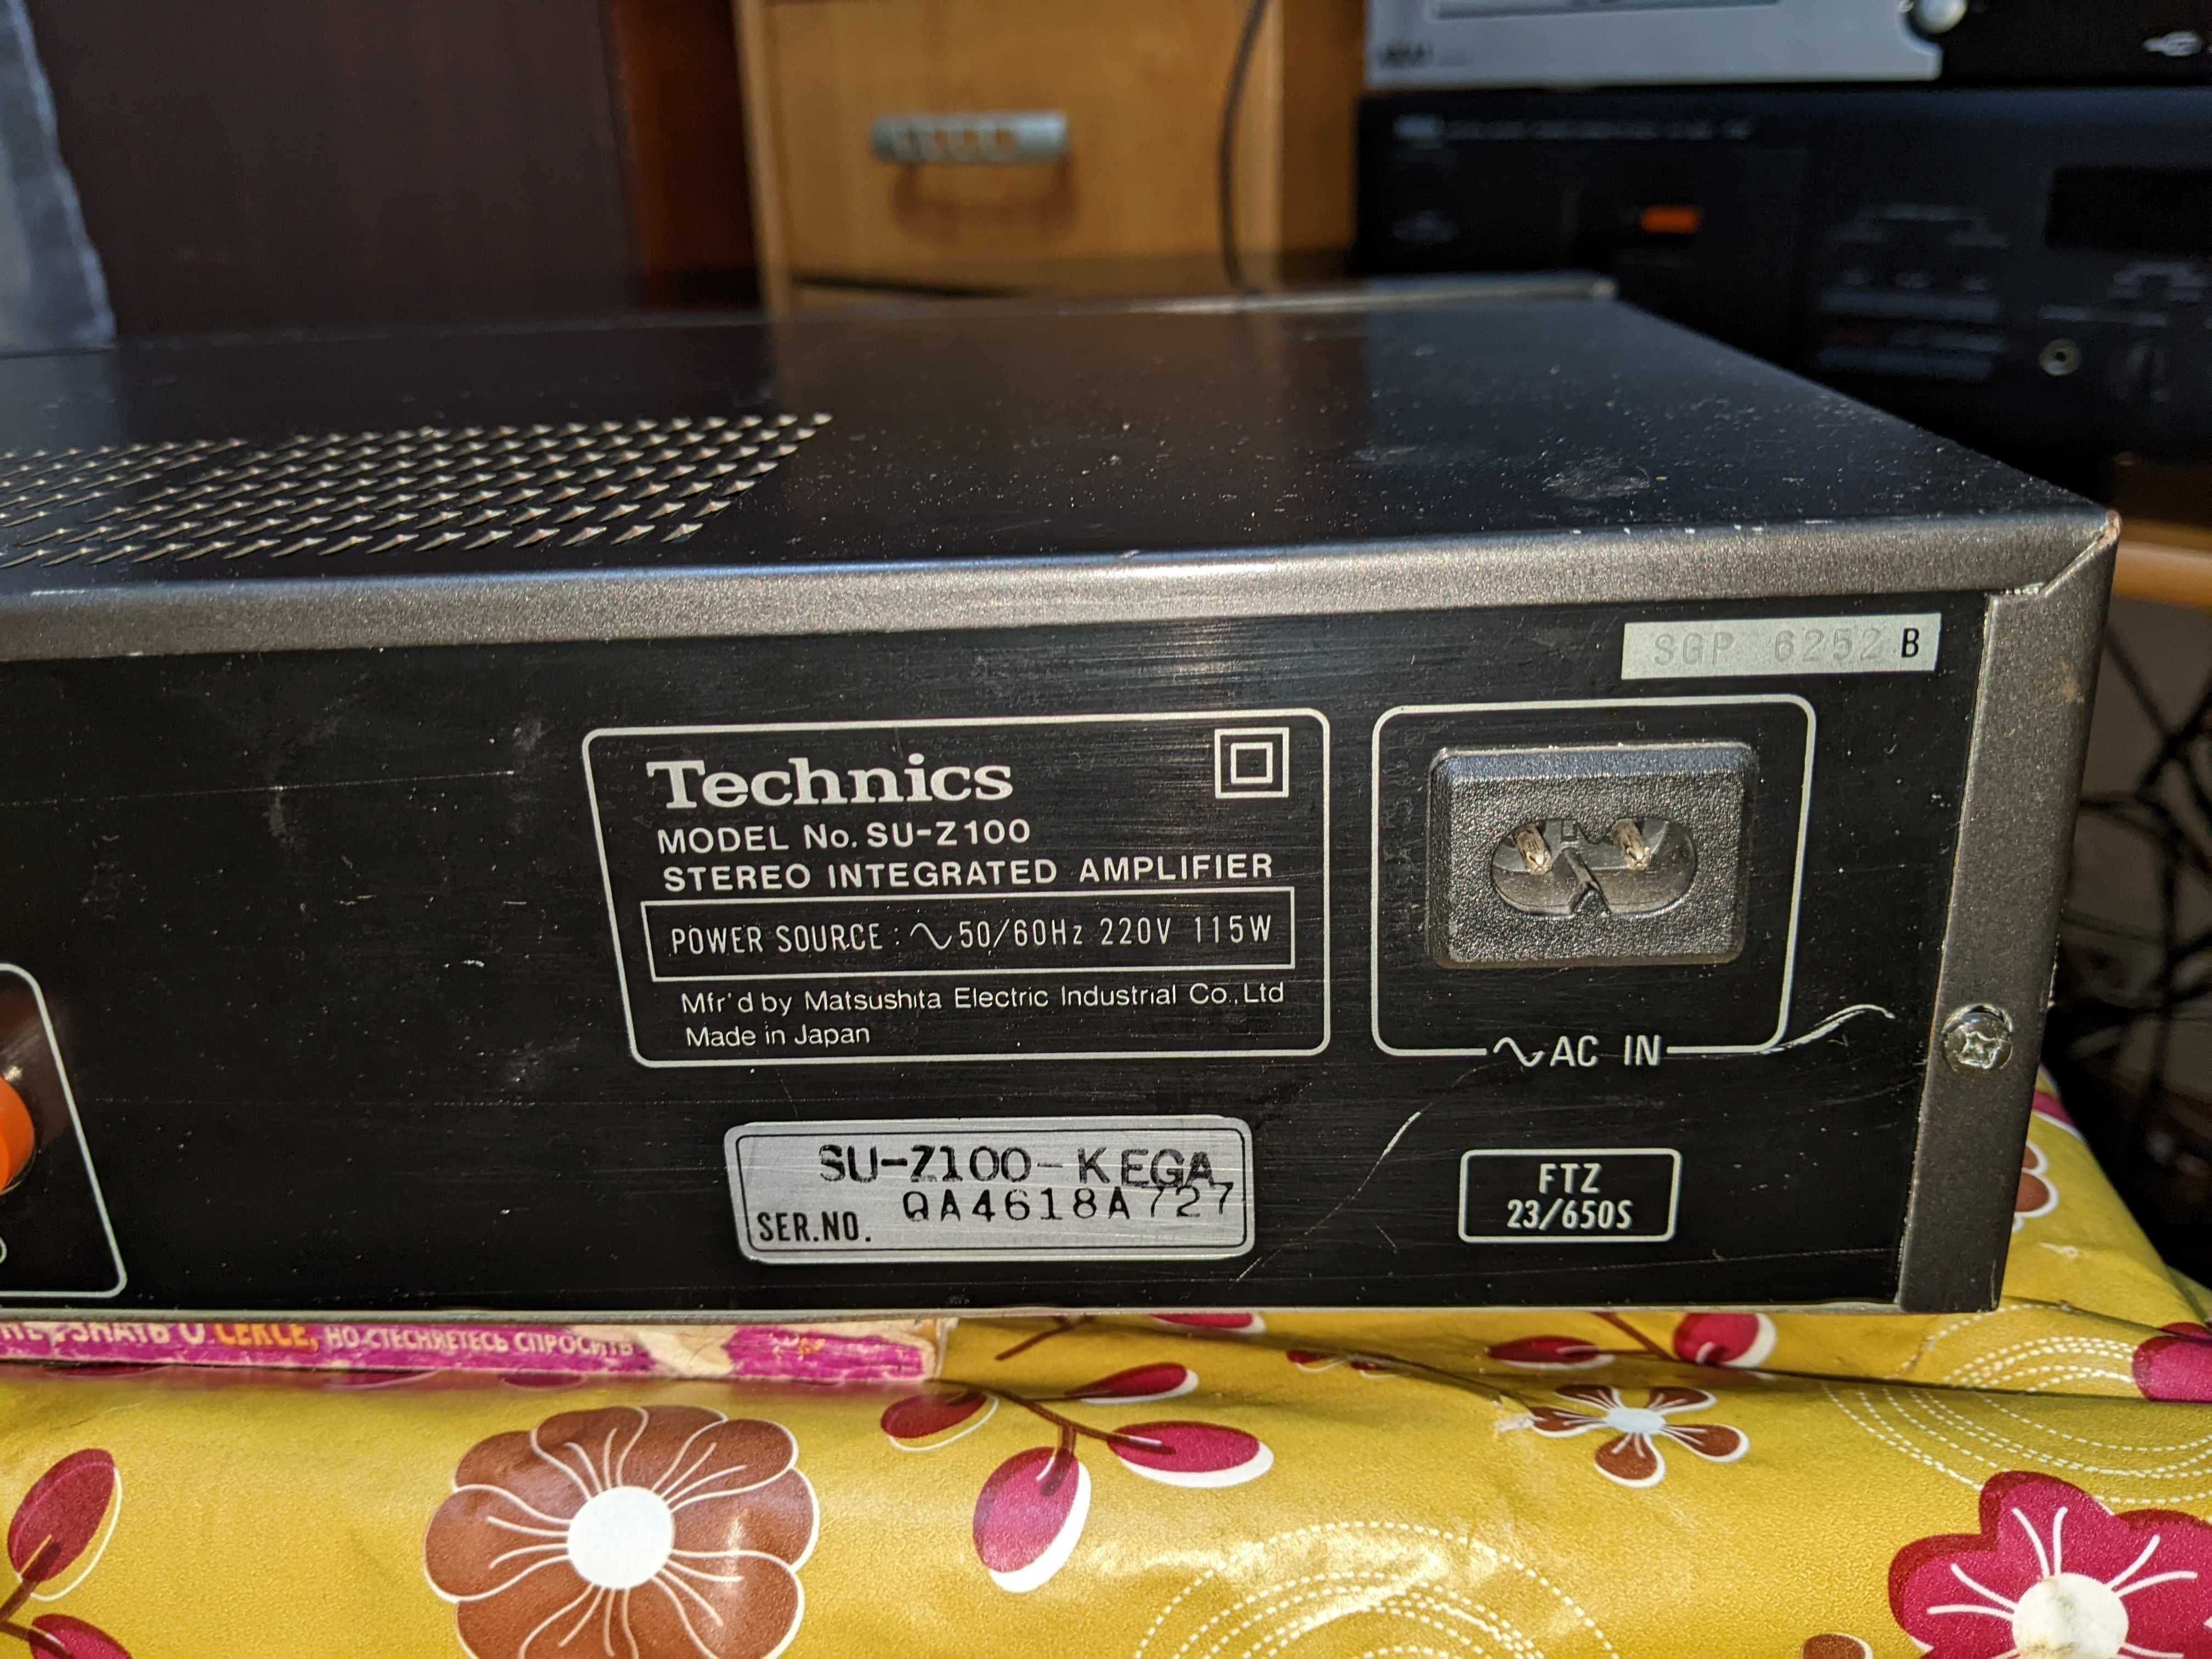 SGP 6252 B
Technics
MODEL No. SU-Z100
STEREO INTEGRATED AMPLIFIER
POWER SOURCE : ∿50/60Hz 220V 115W
Mfr'd by Matsushita Electric Industrial Co.,Ltd
Made in Japan
∿AC IN
SU-Z100-KEGA
SER.NO. QA4618A727
FTZ
23/650S
ЗНАТЬ О СЕКСЕ, НО СТЕСНЯЕТЕСЬ СПРОСИТЬ